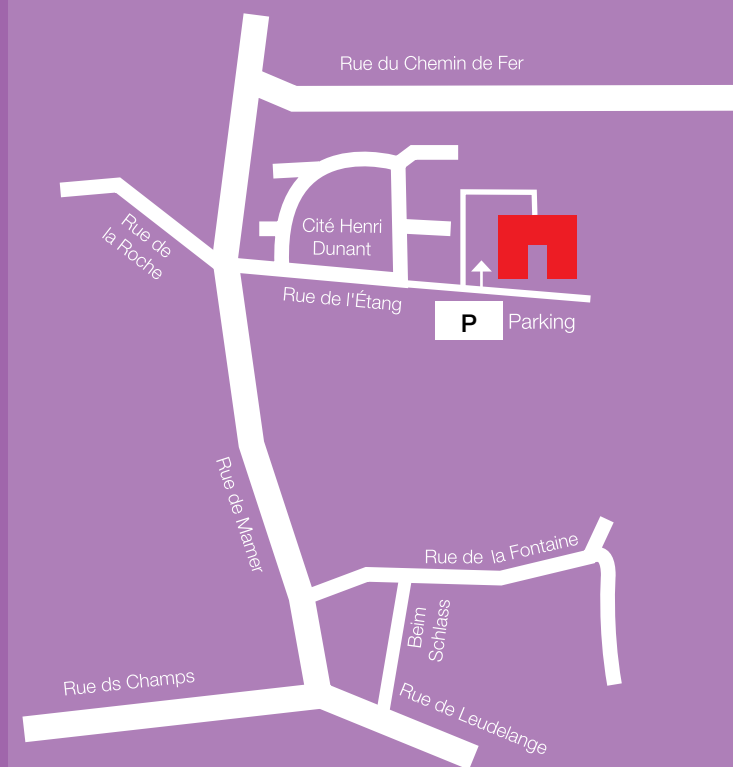 Rue du Chemin de Fer
Rue de
la Roche
Cité Henri
Dunant
Rue de l'Étang
P Parking
Rue de Mamer
Rue de la Fontaine
Beim
Schlass
Rue ds Champs
Rue de Leudelange